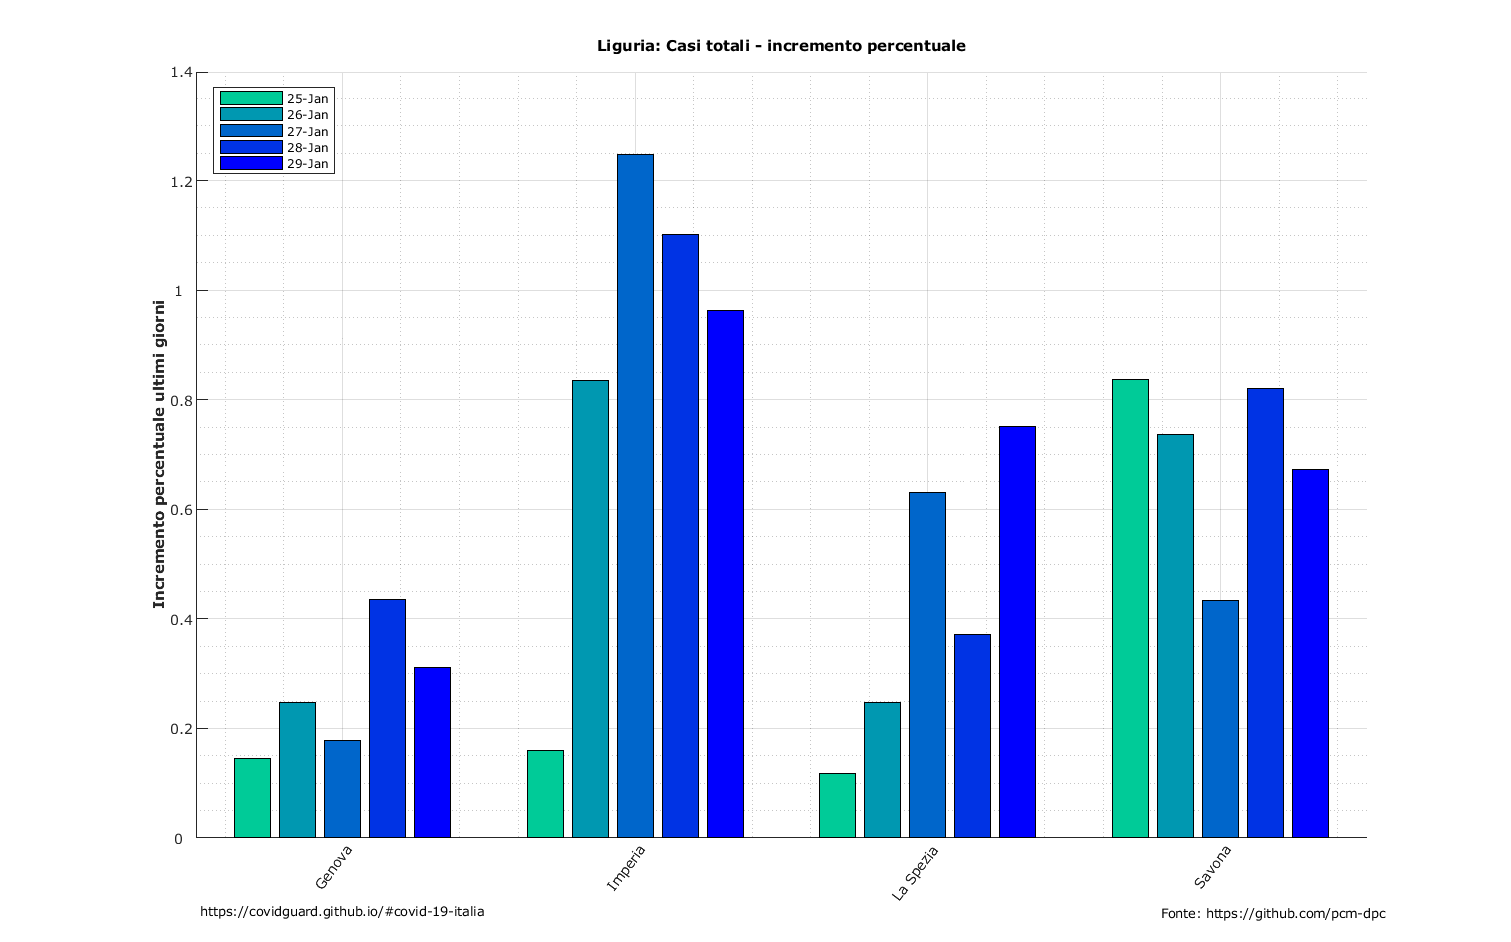 Liguria: Casi totali - incremento percentuale
25-Jan
26-Jan
27-Jan
28-Jan
29-Jan
Incremento percentuale ultimi giorni
1.4
1.2
1
0.8
0.6
0.4
0.2
0
Genova
Imperia
La Spezia
Savona
https://covidguard.github.io/#covid-19-italia
Fonte: https://github.com/pcm-dpc